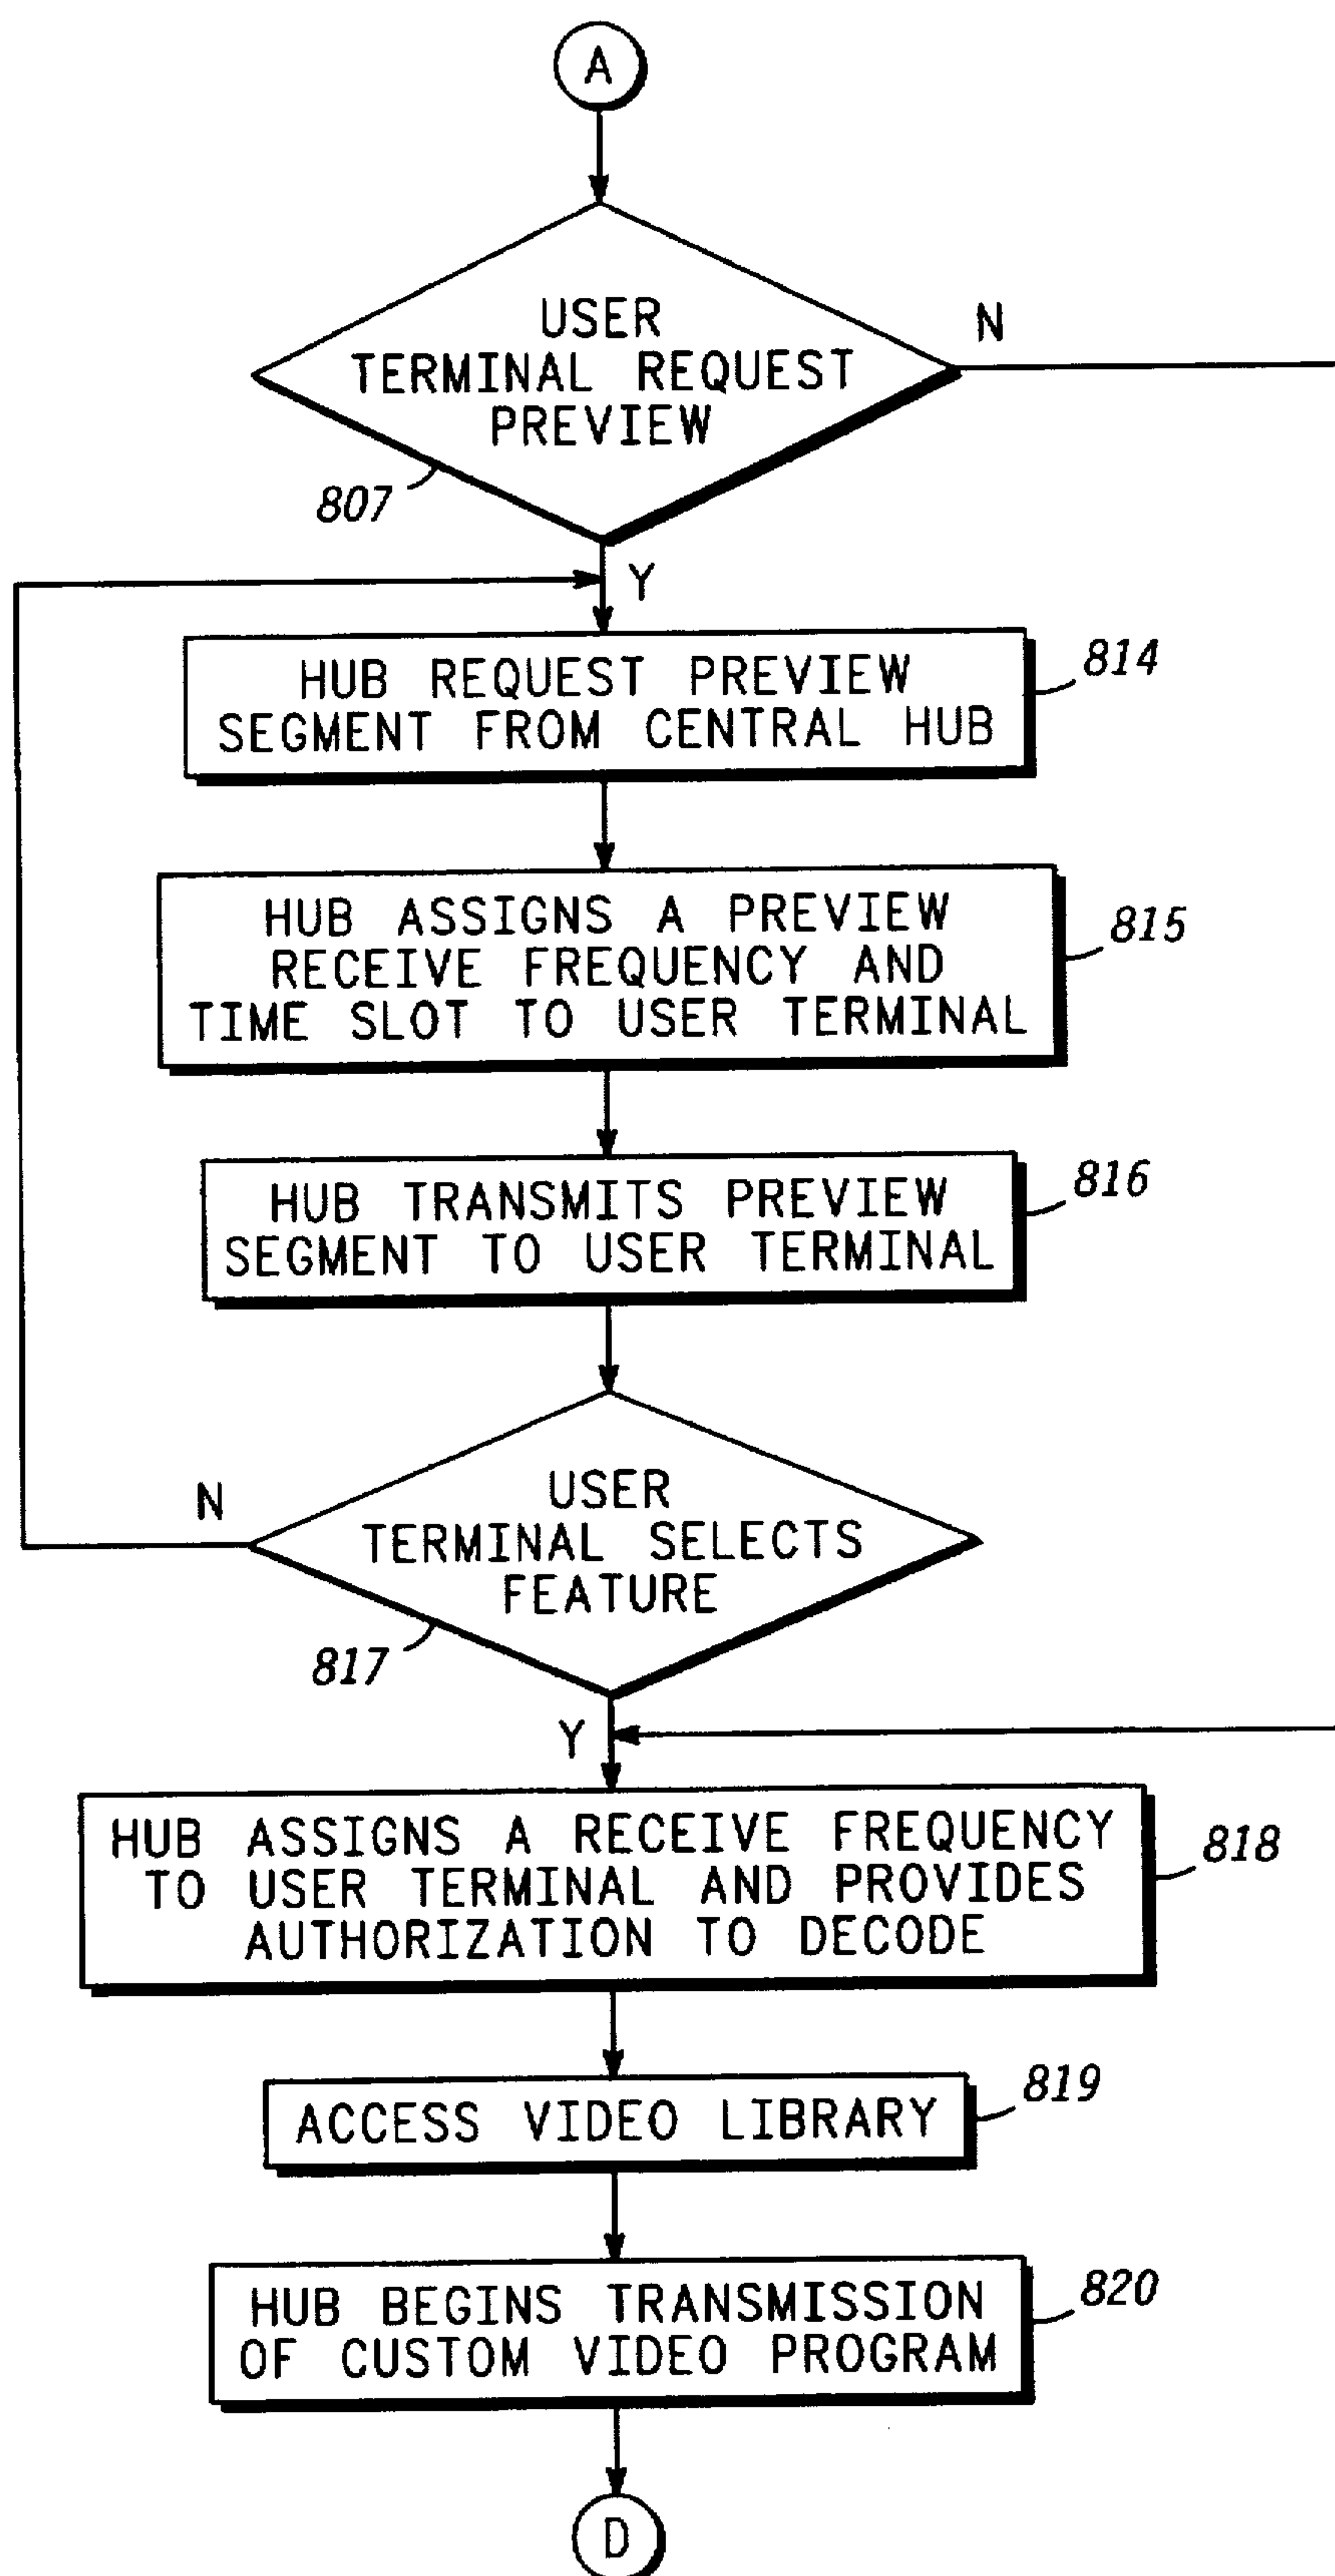 A
USER
TERMINAL REQUEST
PREVIEW
N
807
Y
HUB REQUEST PREVIEW
SEGMENT FROM CENTRAL HUB
814
HUB ASSIGNS A PREVIEW
RECEIVE FREQUENCY AND
TIME SLOT TO USER TERMINAL
815
HUB TRANSMITS PREVIEW
SEGMENT TO USER TERMINAL
816
USER
TERMINAL SELECTS
FEATURE
N
817
Y
HUB ASSIGNS A RECEIVE FREQUENCY
TO USER TERMINAL AND PROVIDES
AUTHORIZATION TO DECODE
818
ACCESS VIDEO LIBRARY
819
HUB BEGINS TRANSMISSION
OF CUSTOM VIDEO PROGRAM
820
D